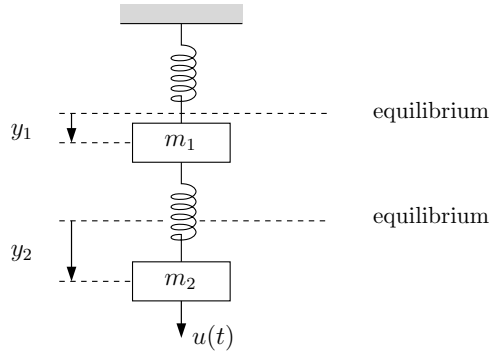 equilibrium
y₁
m₁
equilibrium
y₂
m₂
u(t)